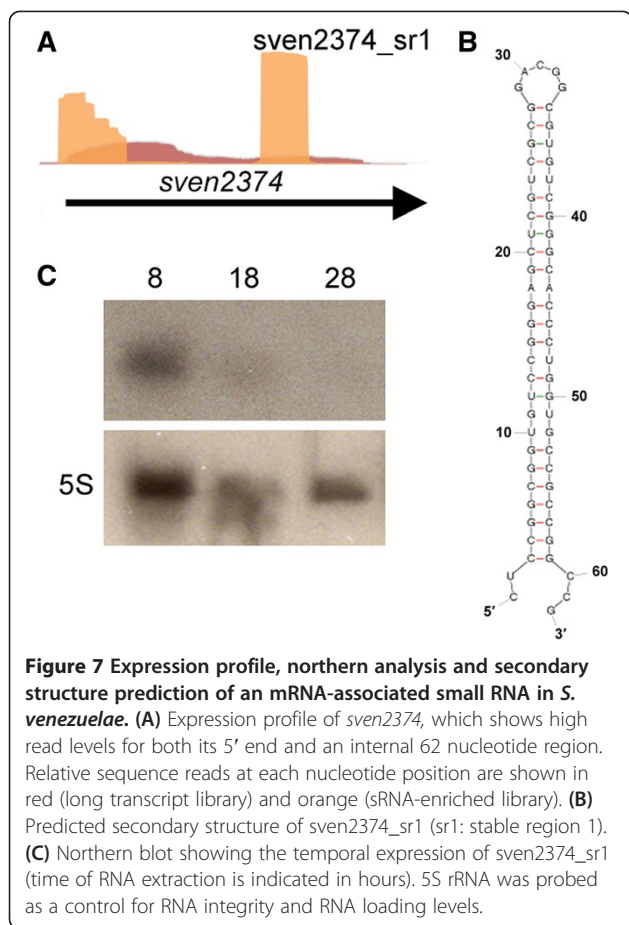 A
sven2374_sr1
sven2374
B
30
40
20
50
10
60
5′
3′
C
8 18 28
5S
Figure 7 Expression profile, northern analysis and secondary
structure prediction of an mRNA-associated small RNA in S.
venezuelae. (A) Expression profile of sven2374, which shows high
read levels for both its 5′ end and an internal 62 nucleotide region.
Relative sequence reads at each nucleotide position are shown in
red (long transcript library) and orange (sRNA-enriched library). (B)
Predicted secondary structure of sven2374_sr1 (sr1: stable region 1).
(C) Northern blot showing the temporal expression of sven2374_sr1
(time of RNA extraction is indicated in hours). 5S rRNA was probed
as a control for RNA integrity and RNA loading levels.